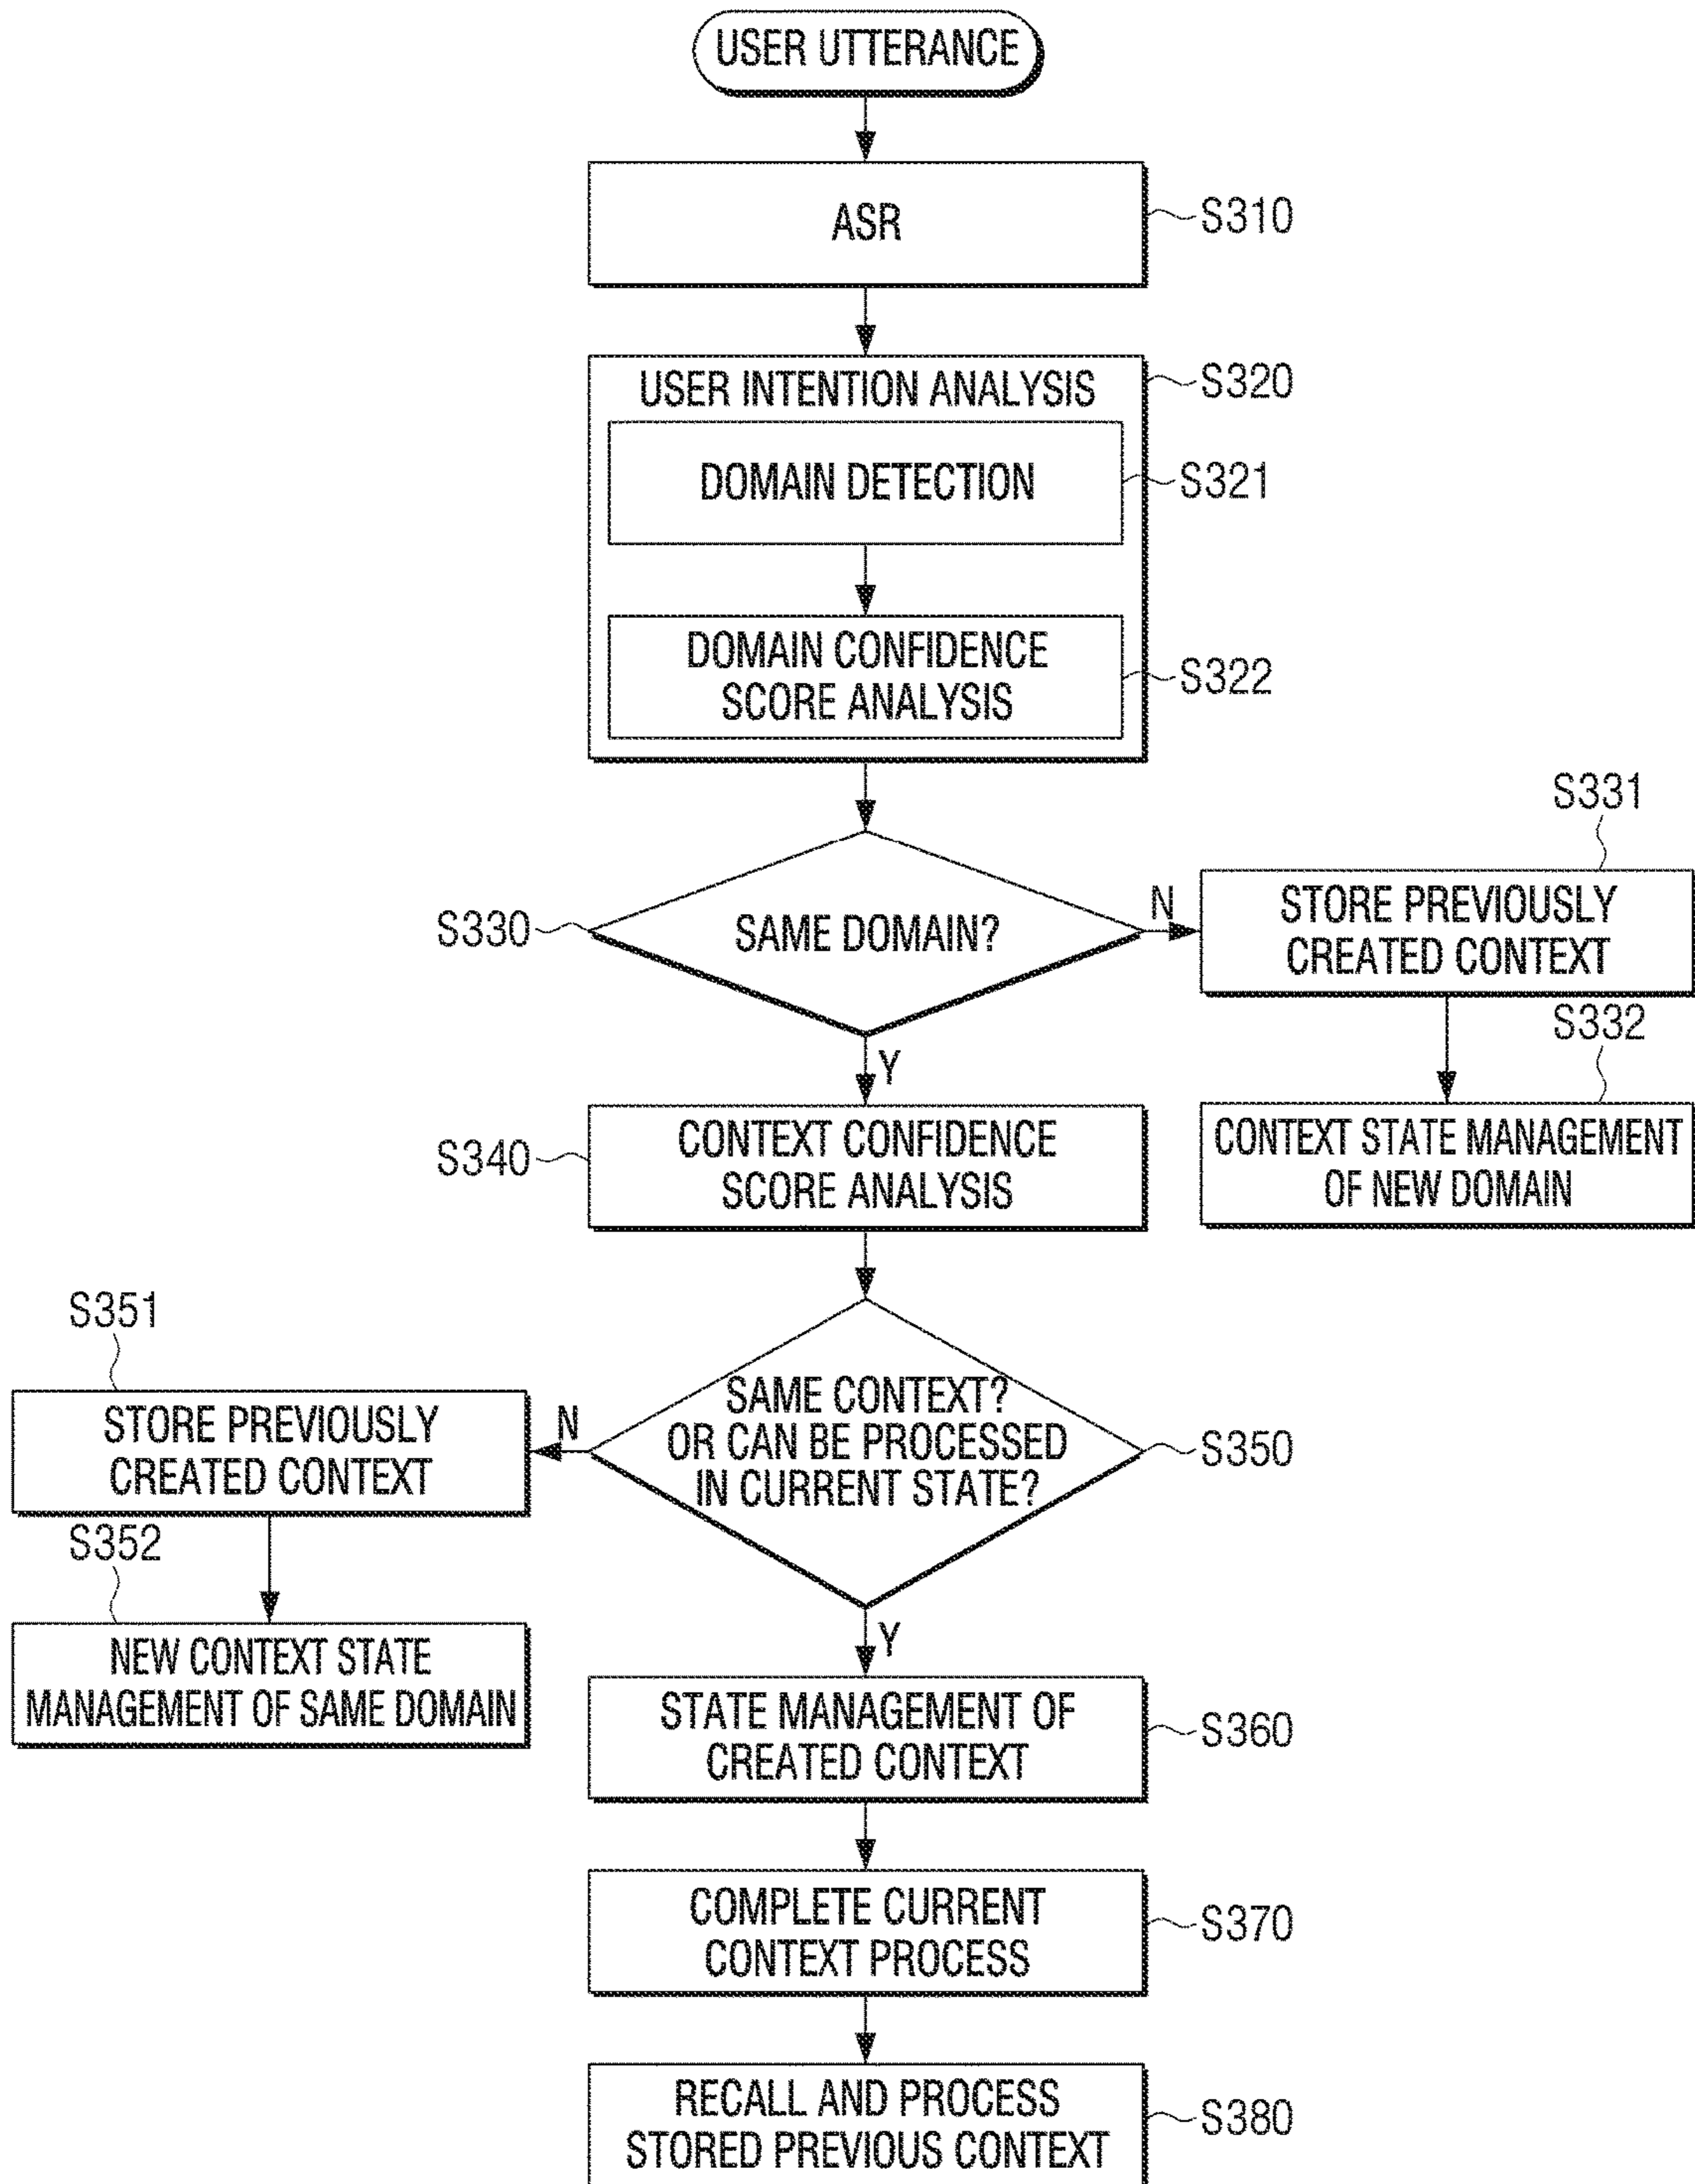 USER UTTERANCE
ASR
S310
USER INTENTION ANALYSIS
S320
DOMAIN DETECTION
S321
DOMAIN CONFIDENCE
SCORE ANALYSIS
S322
S330
SAME DOMAIN?
N
S331
STORE PREVIOUSLY
CREATED CONTEXT
S332
CONTEXT STATE MANAGEMENT
OF NEW DOMAIN
Y
S340
CONTEXT CONFIDENCE
SCORE ANALYSIS
SAME CONTEXT?
OR CAN BE PROCESSED
IN CURRENT STATE?
S350
N
S351
STORE PREVIOUSLY
CREATED CONTEXT
S352
NEW CONTEXT STATE
MANAGEMENT OF SAME DOMAIN
Y
STATE MANAGEMENT OF
CREATED CONTEXT
S360
COMPLETE CURRENT
CONTEXT PROCESS
S370
RECALL AND PROCESS
STORED PREVIOUS CONTEXT
S380